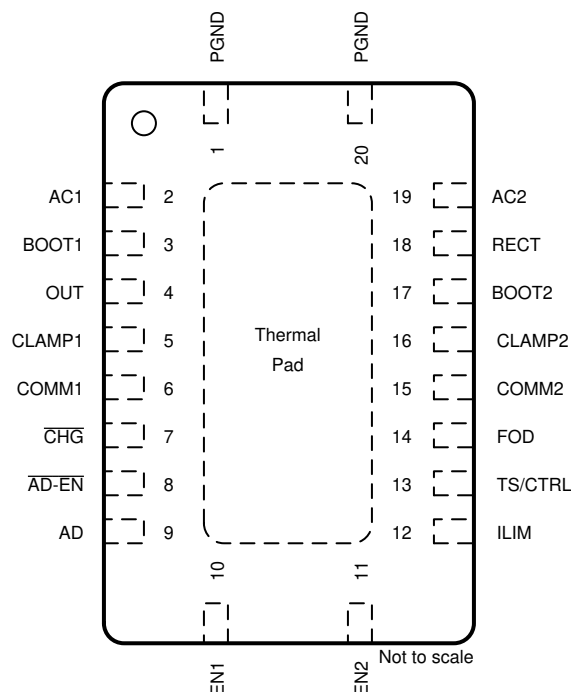 PGND PGND
1 20
AC1 2 19 AC2
BOOT1 3 18 RECT
OUT 4 17 BOOT2
CLAMP1 5 16 CLAMP2
COMM1 6 15 COMM2
CHG 7 14 FOD
AD-EN 8 13 TS/CTRL
AD 9 12 ILIM
Thermal
Pad
10 11
EN1 EN2
Not to scale